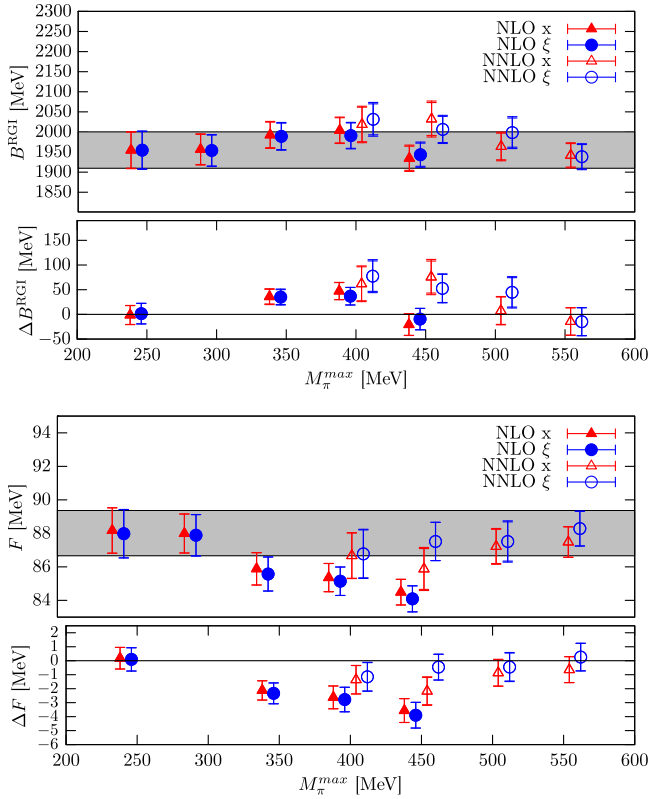 2300
2250
2200
2150
2100
2050
2000
1950
1900
1850
B^RGI [MeV]
NLO x
NLO ξ
NNLO x
NNLO ξ
150
100
50
0
−50
ΔB^RGI [MeV]
200 250 300 350 400 450 500 550 600
M_π^max [MeV]
94
92
90
88
86
84
F [MeV]
NLO x
NLO ξ
NNLO x
NNLO ξ
2
1
0
−1
−2
−3
−4
−5
−6
ΔF [MeV]
200 250 300 350 400 450 500 550 600
M_π^max [MeV]